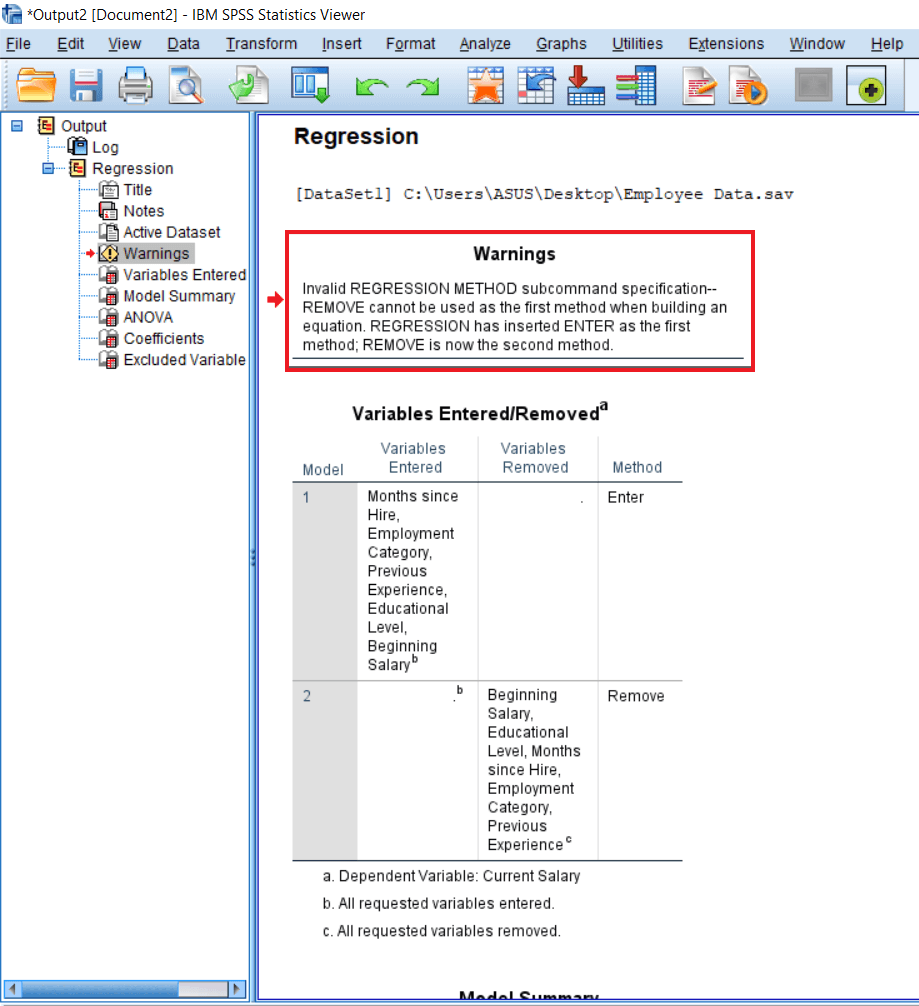 *Output2 [Document2] - IBM SPSS Statistics Viewer
File Edit View Data Transform Insert Format Analyze Graphs Utilities Extensions Window Help
Output
Log
Regression
Title
Notes
Active Dataset
Warnings
Variables Entered
Model Summary
ANOVA
Coefficients
Excluded Variable
Regression
[DataSet1] C:\Users\ASUS\Desktop\Employee Data.sav
Warnings
Invalid REGRESSION METHOD subcommand specification--
REMOVE cannot be used as the first method when building an
equation. REGRESSION has inserted ENTER as the first
method; REMOVE is now the second method.
Variables Entered/Removedᵃ
Model
Variables
Entered
Variables
Removed
Method
1
Months since
Hire,
Employment
Category,
Previous
Experience,
Educational
Level,
Beginning
Salaryᵇ
.
Enter
2
.ᵇ
Beginning
Salary,
Educational
Level, Months
since Hire,
Employment
Category,
Previous
Experienceᶜ
Remove
a. Dependent Variable: Current Salary
b. All requested variables entered.
c. All requested variables removed.
Model Summary